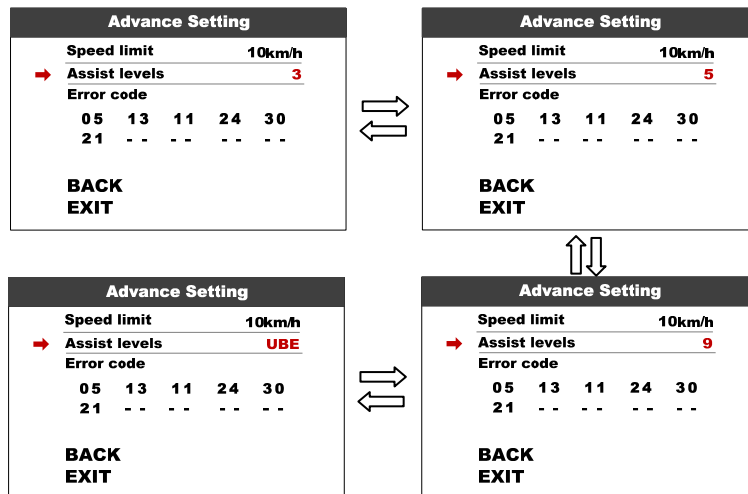 Advance Setting
Speed limit 10km/h
Assist levels 3
Error code
05 13 11 24 30
21 -- -- -- --
BACK
EXIT
Advance Setting
Speed limit 10km/h
Assist levels 5
Error code
05 13 11 24 30
21 -- -- -- --
BACK
EXIT
Advance Setting
Speed limit 10km/h
Assist levels UBE
Error code
05 13 11 24 30
21 -- -- -- --
BACK
EXIT
Advance Setting
Speed limit 10km/h
Assist levels 9
Error code
05 13 11 24 30
21 -- -- -- --
BACK
EXIT